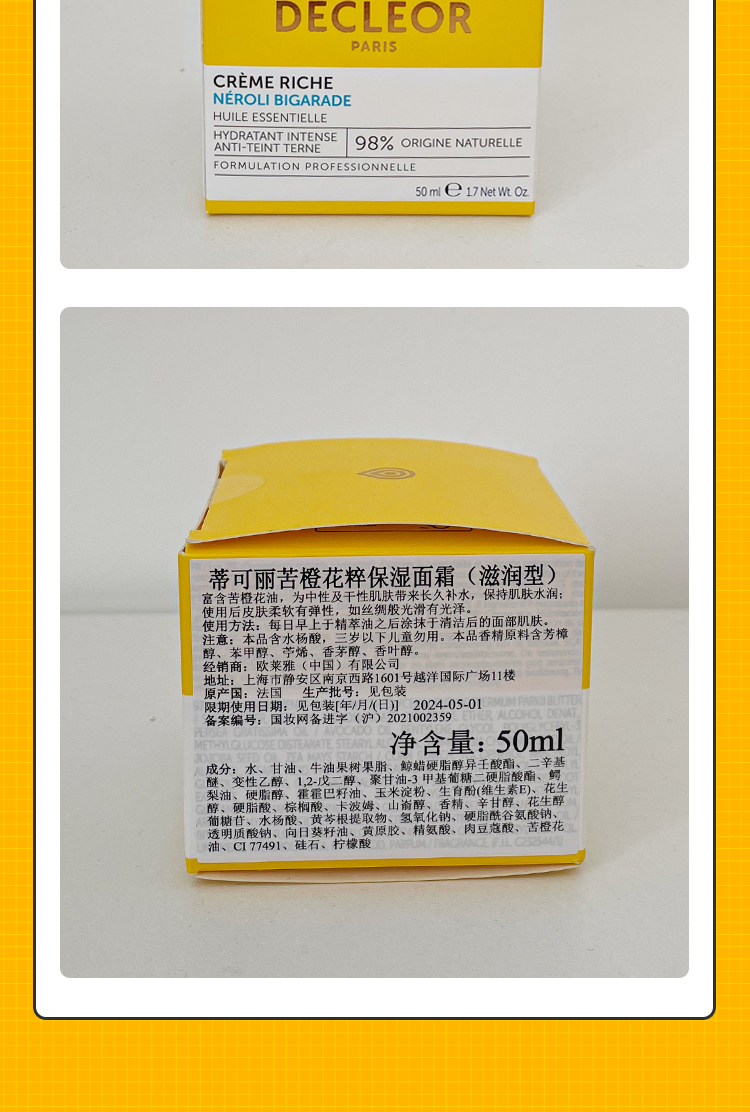 DECLEOR
PARIS
CRÈME RICHE
NÉROLI BIGARADE
HUILE ESSENTIELLE
HYDRATANT INTENSE
ANTI-TEINT TERNE
98% ORIGINE NATURELLE
FORMULATION PROFESSIONNELLE
50 ml ℮ 1.7 Net Wt. Oz.
蒂可丽苦橙花粹保湿面霜（滋润型）
富含苦橙花油，为中性及干性肌肤带来长久补水，保持肌肤水润；
使用后皮肤柔软有弹性，如丝绸般光滑有光泽。
使用方法：每日早上于精萃油之后涂抹于清洁后的面部肌肤。
注意：本品含水杨酸，三岁以下儿童勿用。本品香精原料含芳樟
醇、苯甲醇、苧烯、香茅醇、香叶醇。
经销商：欧莱雅（中国）有限公司
地址：上海市静安区南京西路1601号越洋国际广场11楼
原产国：法国 生产批号：见包装
限期使用日期：见包装[年/月/(日)] 2024-05-01
备案编号：国妆网备进字（沪）2021002359
净含量：50ml
成分：水、甘油、牛油果树果脂、鲸蜡硬脂醇异壬酸酯、二辛基
醚、变性乙醇、1,2-戊二醇、聚甘油-3 甲基葡糖二硬脂酸酯、鳄
梨油、硬脂醇、霍霍巴籽油、玉米淀粉、生育酚(维生素E)、花生
醇、硬脂酸、棕榈酸、卡波姆、山嵛醇、香精、辛甘醇、花生醇
葡糖苷、水杨酸、黄芩根提取物、氢氧化钠、硬脂酰谷氨酸钠、
透明质酸钠、向日葵籽油、黄原胶、精氨酸、肉豆蔻酸、苦橙花
油、CI 77491、硅石、柠檬酸